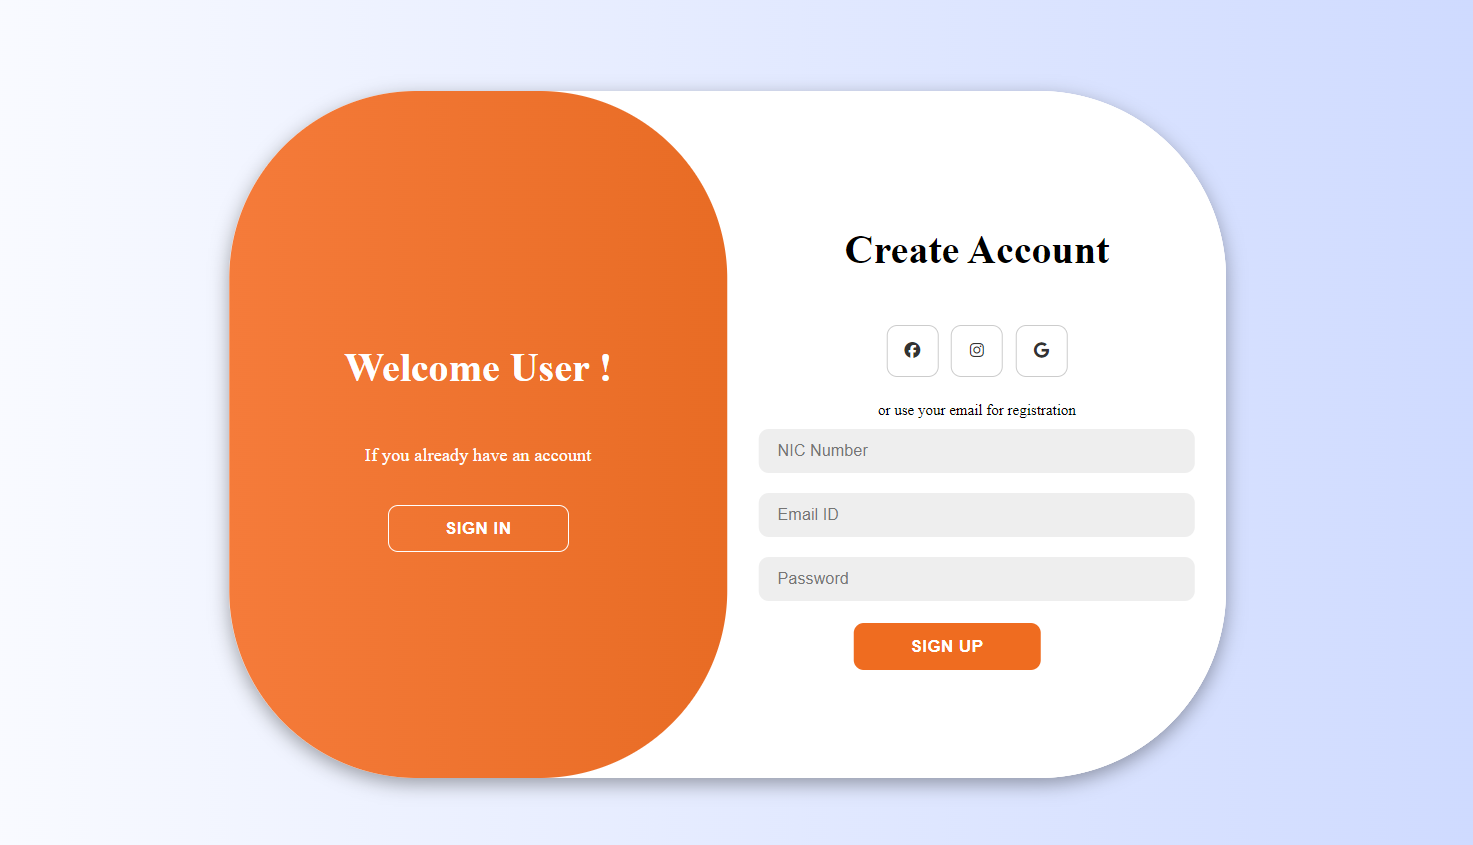 Welcome User !
If you already have an account
SIGN IN
Create Account
or use your email for registration
NIC Number
Email ID
Password
SIGN UP